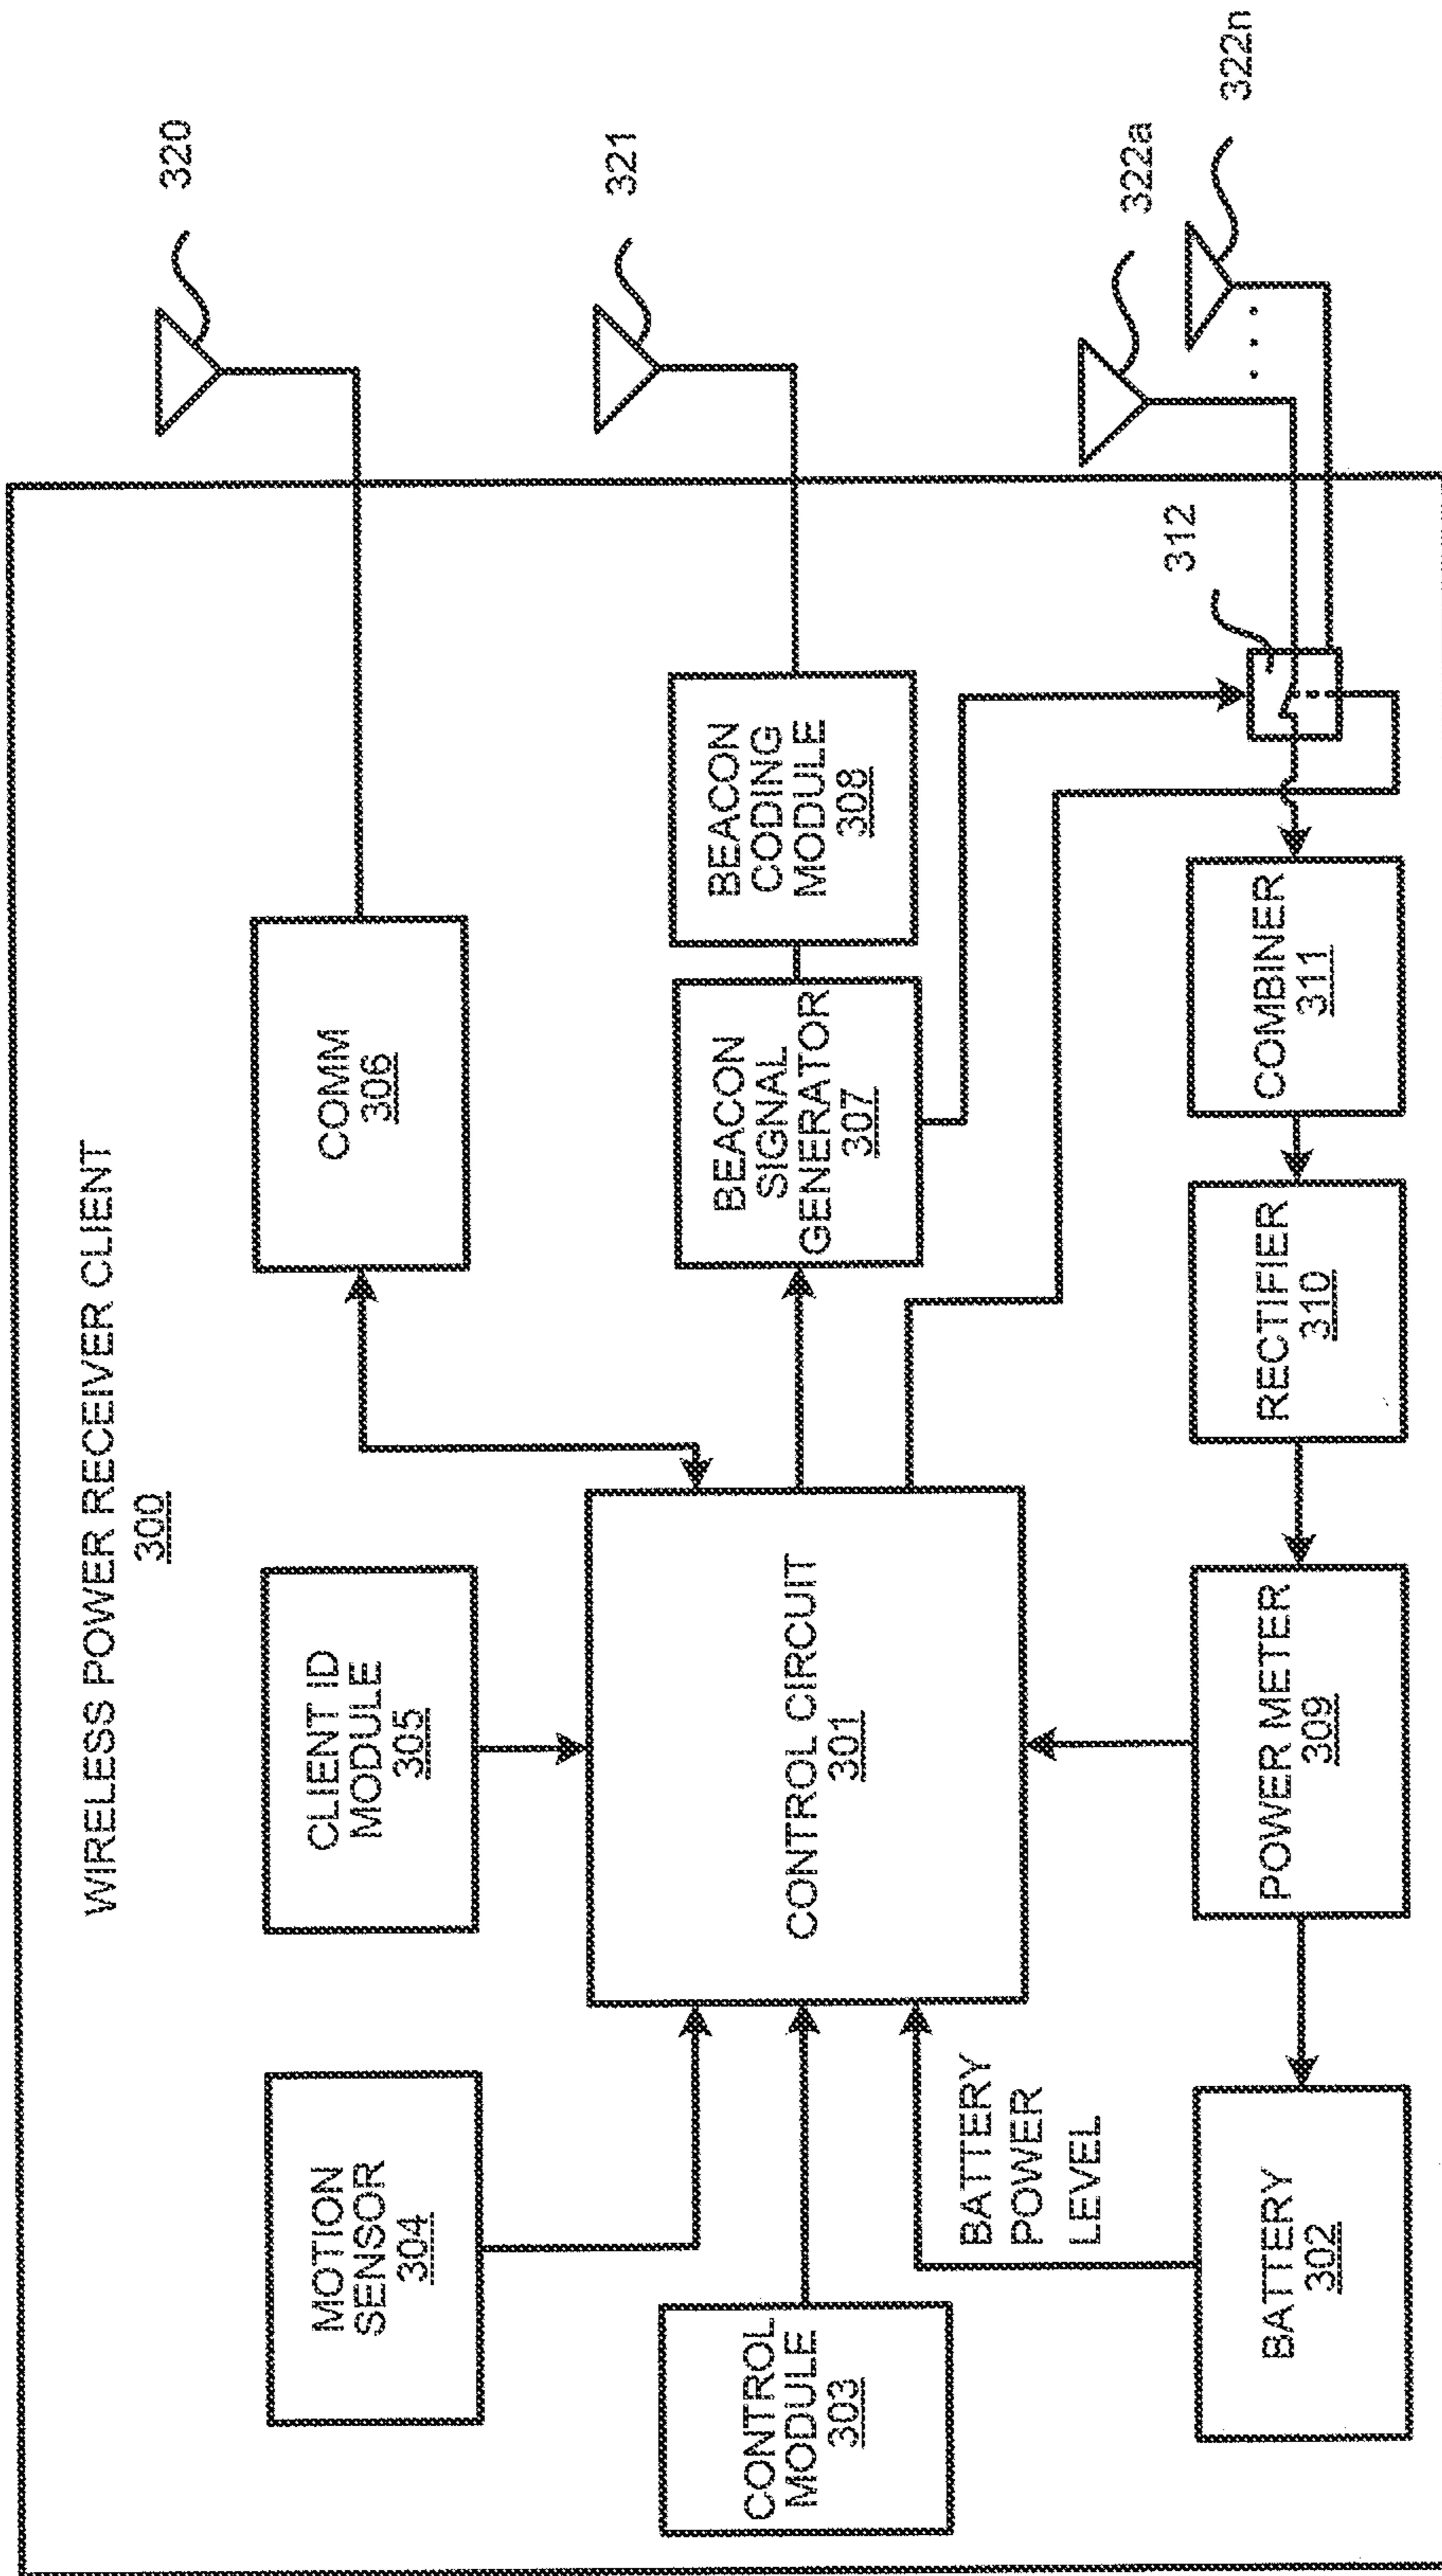 WIRELESS POWER RECEIVER CLIENT
300
MOTION
SENSOR
304
CLIENT ID
MODULE
305
COMM
306
320
CONTROL
MODULE
303
CONTROL CIRCUIT
301
BEACON
SIGNAL
GENERATOR
307
BEACON
CODING
MODULE
308
321
BATTERY
POWER
LEVEL
BATTERY
302
POWER METER
309
RECTIFIER
310
COMBINER
311
312
322a
322n